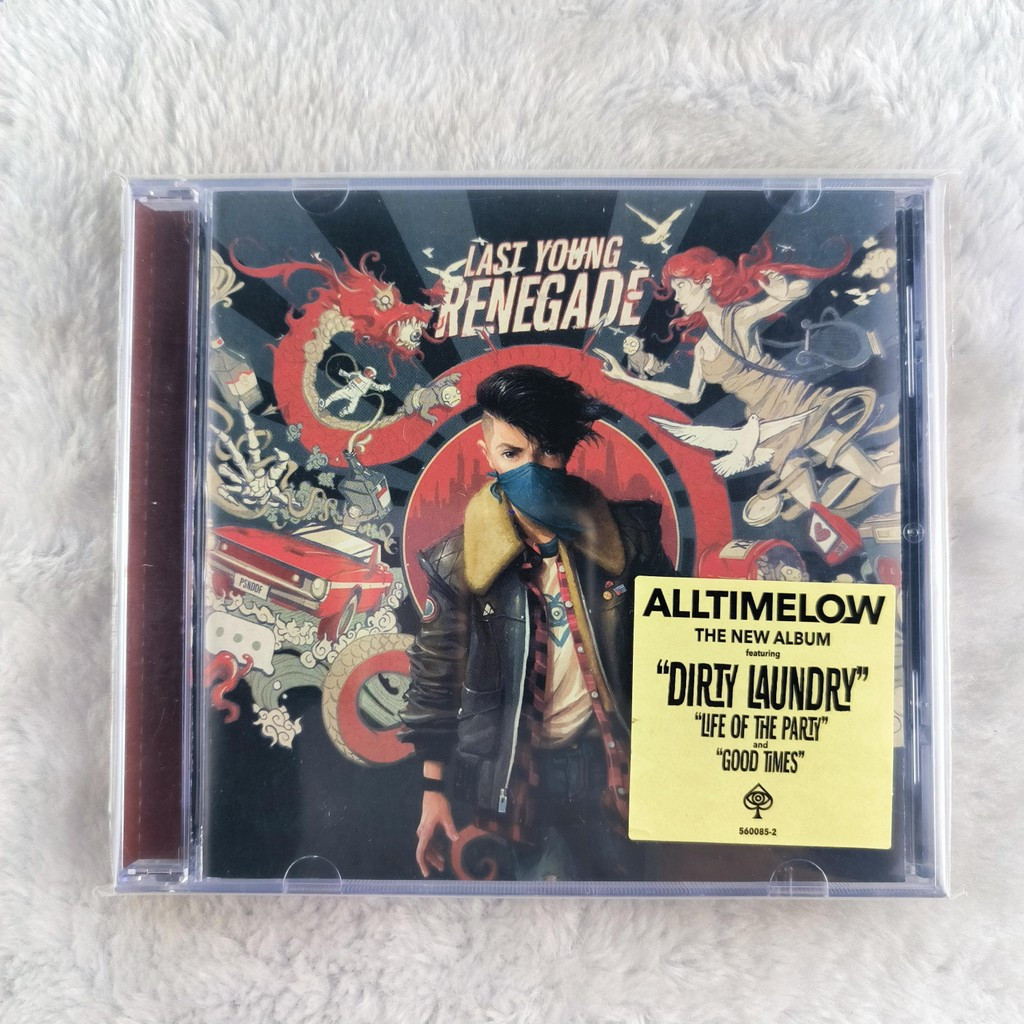 LAST YOUNG
RENEGADE
PSNODF
ALLTIMELOW
THE NEW ALBUM
featuring
"DIRTY LAUNDRY"
"LIFE OF THE PARTY"
and
"GOOD TIMES"
560085-2